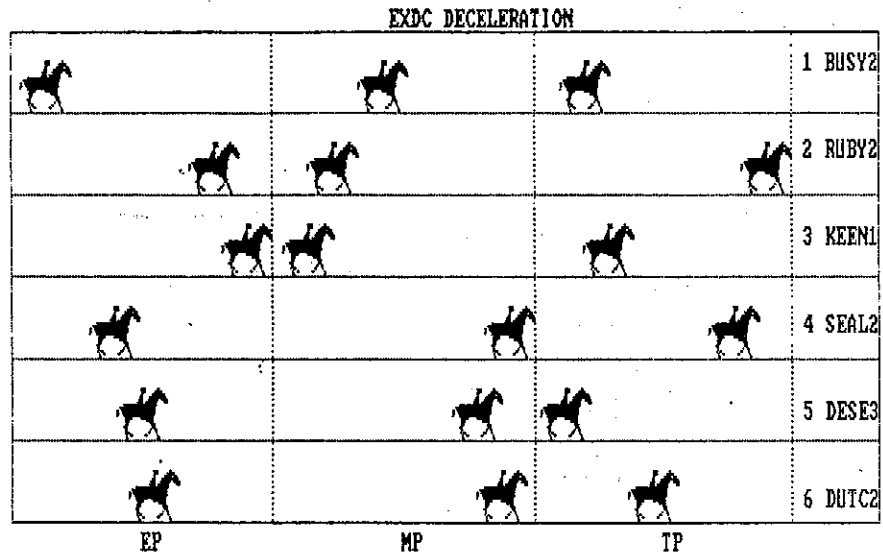 EXDC DECELERATION
1 BUSY2
2 RUBY2
3 KEEN1
4 SEAL2
5 DESE3
6 DUTC2
EP MP TP